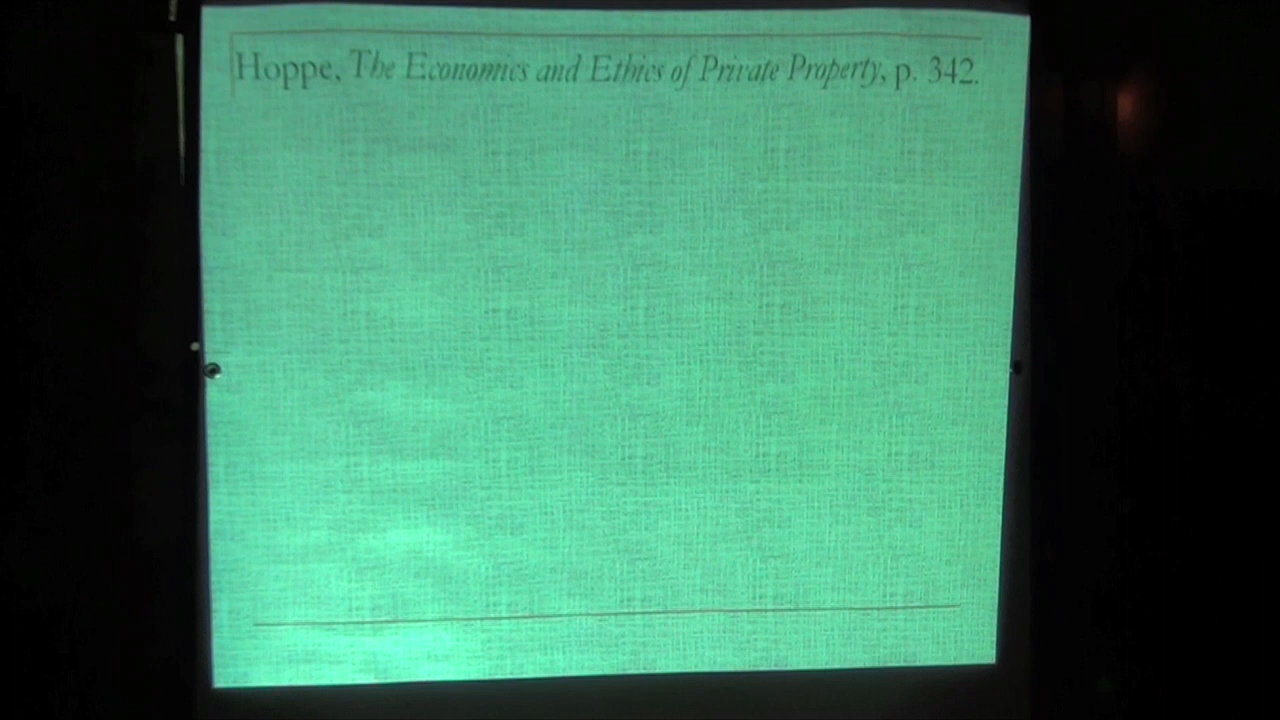 Hoppe, The Economics and Ethics of Private Property, p. 342.